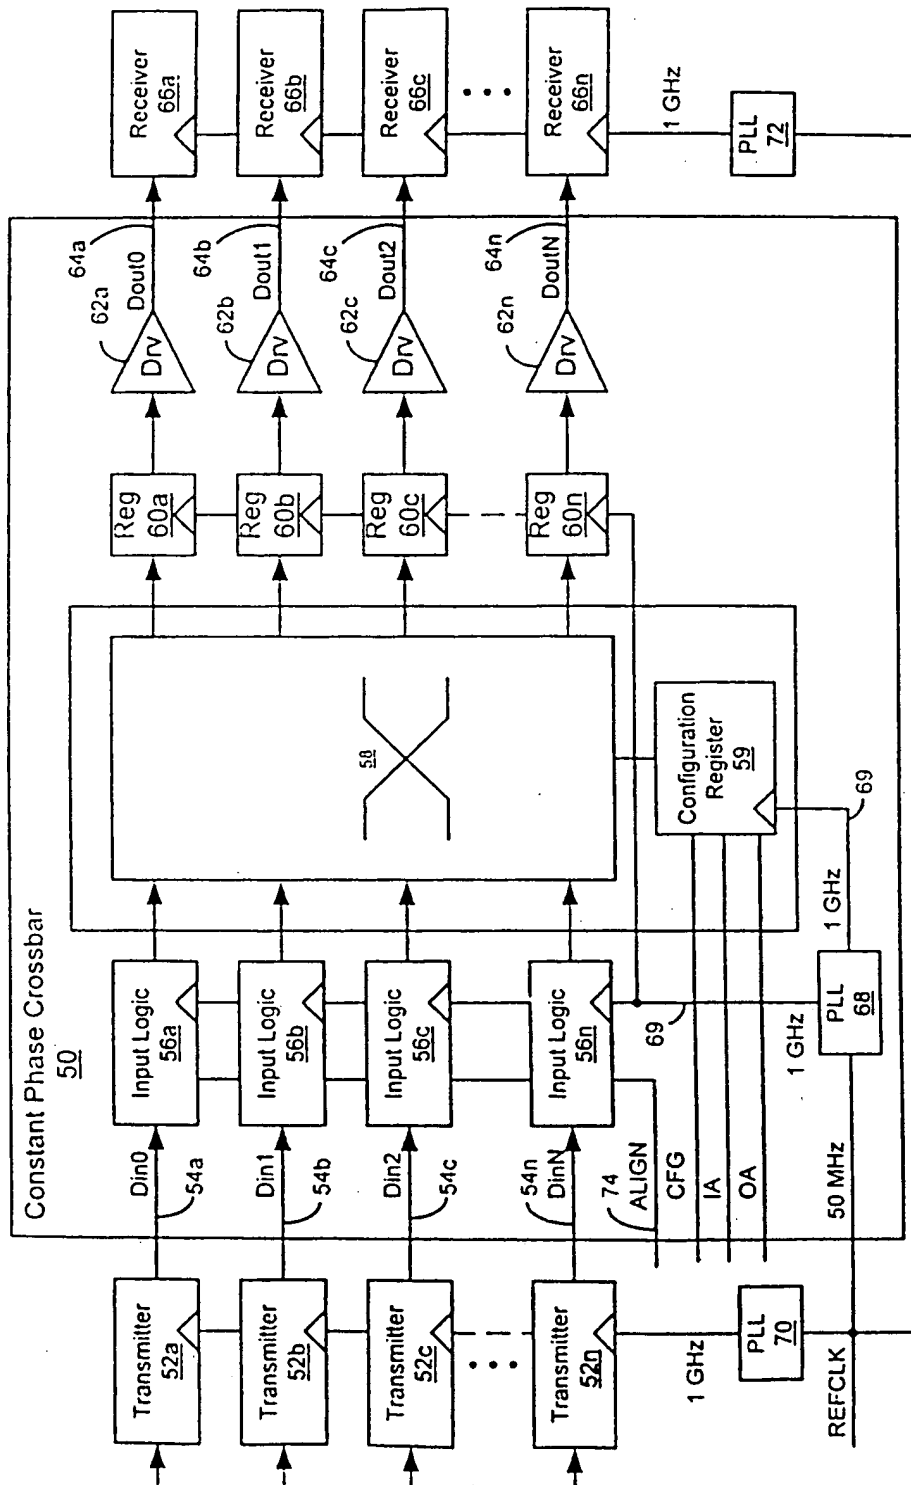 Constant Phase Crossbar
50
Transmitter
52a
Transmitter
52b
Transmitter
52c
Transmitter
52n
Din0
54a
Din1
54b
Din2
54c
54n
DinN
Input Logic
56a
Input Logic
56b
Input Logic
56c
Input Logic
56n
58
Reg
60a
Reg
60b
Reg
60c
Reg
60n
Drv
62a
Drv
62b
Drv
62c
Drv
62n
Dout0
64a
Dout1
64b
Dout2
64c
DoutN
64n
Receiver
66a
Receiver
66b
Receiver
66c
Receiver
66n
74
ALIGN
CFG
IA
OA
Configuration
Register
59
69
69
1 GHz
1 GHz
PLL
68
50 MHz
1 GHz
PLL
70
REFCLK
1 GHz
PLL
72